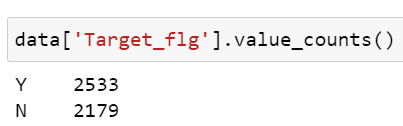 data['Target_flg'].value_counts()
Y    2533
N    2179